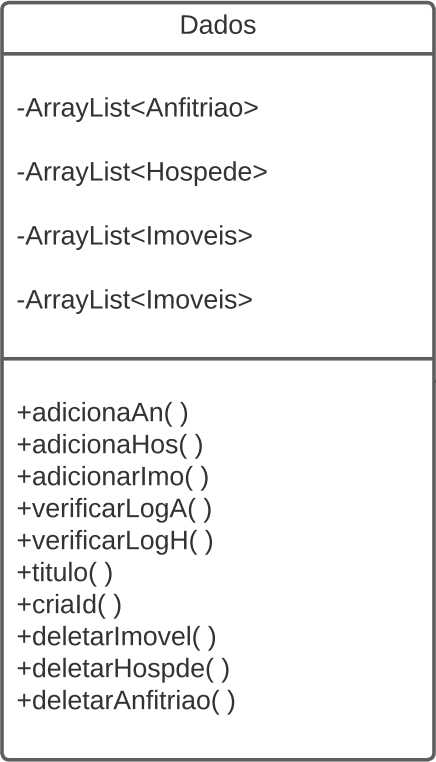 Dados
-ArrayList<Anfitriao>
-ArrayList<Hospede>
-ArrayList<Imoveis>
-ArrayList<Imoveis>
+adicionaAn( )
+adicionaHos( )
+adicionarImo( )
+verificarLogA( )
+verificarLogH( )
+titulo( )
+criaId( )
+deletarImovel( )
+deletarHospde( )
+deletarAnfitriao( )